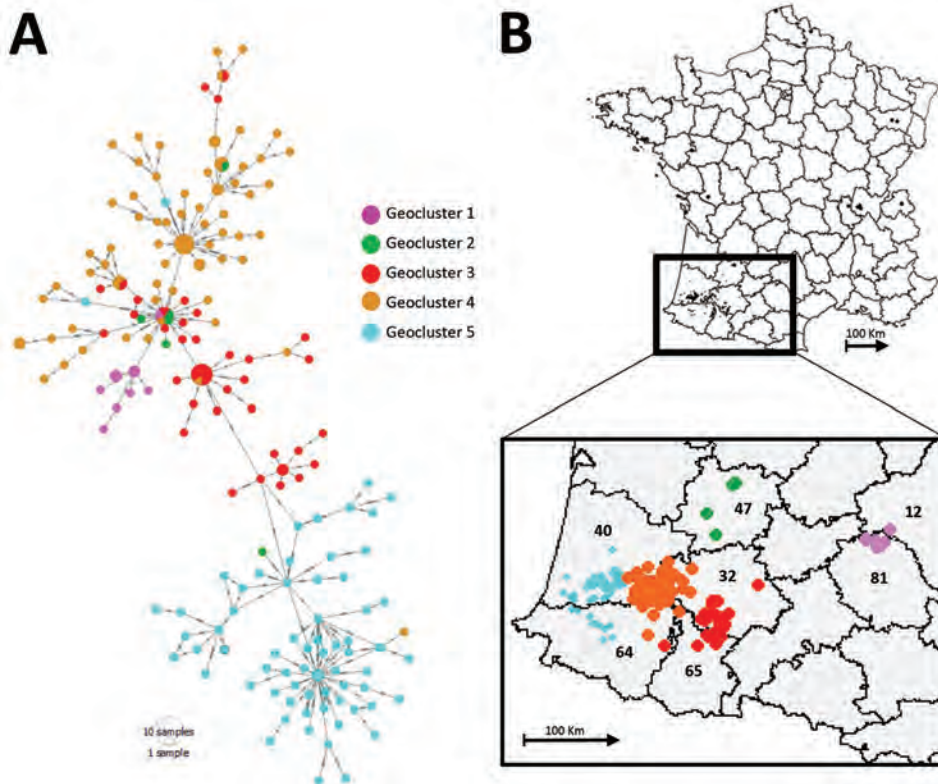 A
B
Geocluster 1
Geocluster 2
Geocluster 3
Geocluster 4
Geocluster 5
100 Km
10 samples
1 sample
47
12
40
32
81
64
65
100 Km